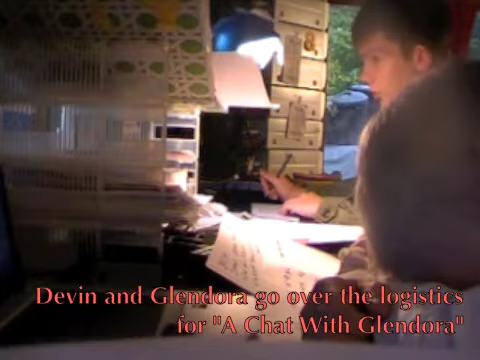 Devin and Glendora go over the logistics
for "A Chat With Glendora"